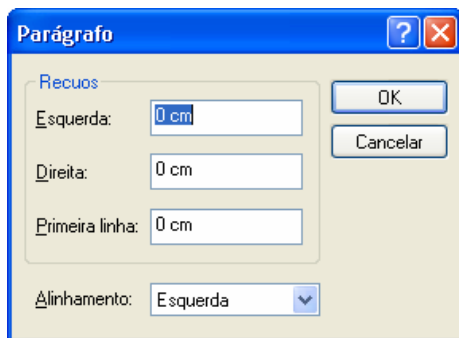 Parágrafo
Recuos
Esquerda: 0 cm
Direita: 0 cm
Primeira linha: 0 cm
Alinhamento: Esquerda
OK
Cancelar